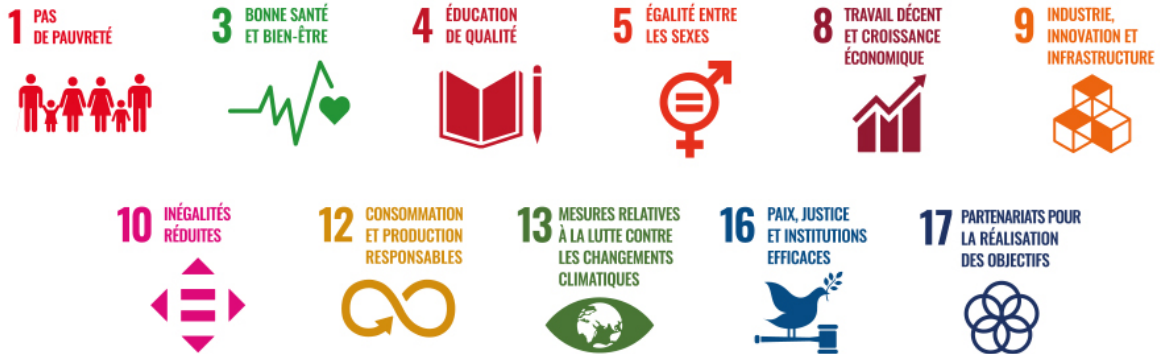 1 PAS
DE PAUVRETÉ
3 BONNE SANTÉ
ET BIEN-ÊTRE
4 ÉDUCATION
DE QUALITÉ
5 ÉGALITÉ ENTRE
LES SEXES
8 TRAVAIL DÉCENT
ET CROISSANCE
ÉCONOMIQUE
9 INDUSTRIE,
INNOVATION ET
INFRASTRUCTURE
10 INÉGALITÉS
RÉDUITES
12 CONSOMMATION
ET PRODUCTION
RESPONSABLES
13 MESURES RELATIVES
À LA LUTTE CONTRE
LES CHANGEMENTS
CLIMATIQUES
16 PAIX, JUSTICE
ET INSTITUTIONS
EFFICACES
17 PARTENARIATS POUR
LA RÉALISATION
DES OBJECTIFS